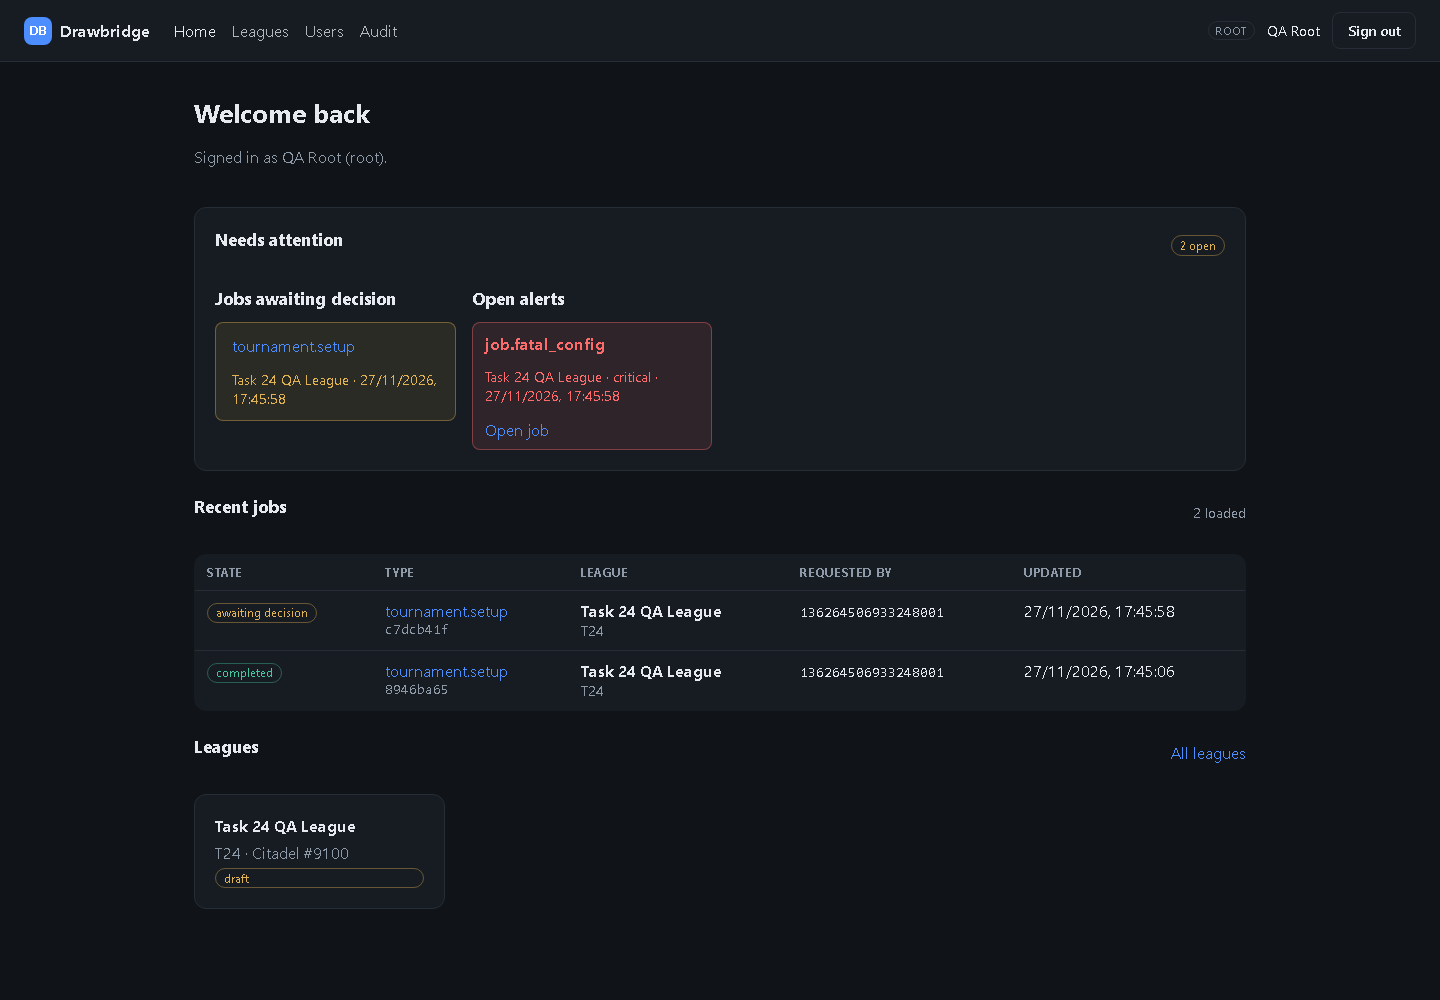 DB Drawbridge Home Leagues Users Audit ROOT QA Root Sign out
Welcome back
Signed in as QA Root (root).
Needs attention
2 open
Jobs awaiting decision
tournament.setup
Task 24 QA League · 27/11/2026,
17:45:58
Open alerts
job.fatal_config
Task 24 QA League · critical ·
27/11/2026, 17:45:58
Open job
Recent jobs
2 loaded
STATE TYPE LEAGUE REQUESTED BY UPDATED
awaiting decision tournament.setup Task 24 QA League 136264506933248001 27/11/2026, 17:45:58
c7dcb41f T24
completed tournament.setup Task 24 QA League 136264506933248001 27/11/2026, 17:45:06
8946ba65 T24
Leagues
All leagues
Task 24 QA League
T24 · Citadel #9100
draft